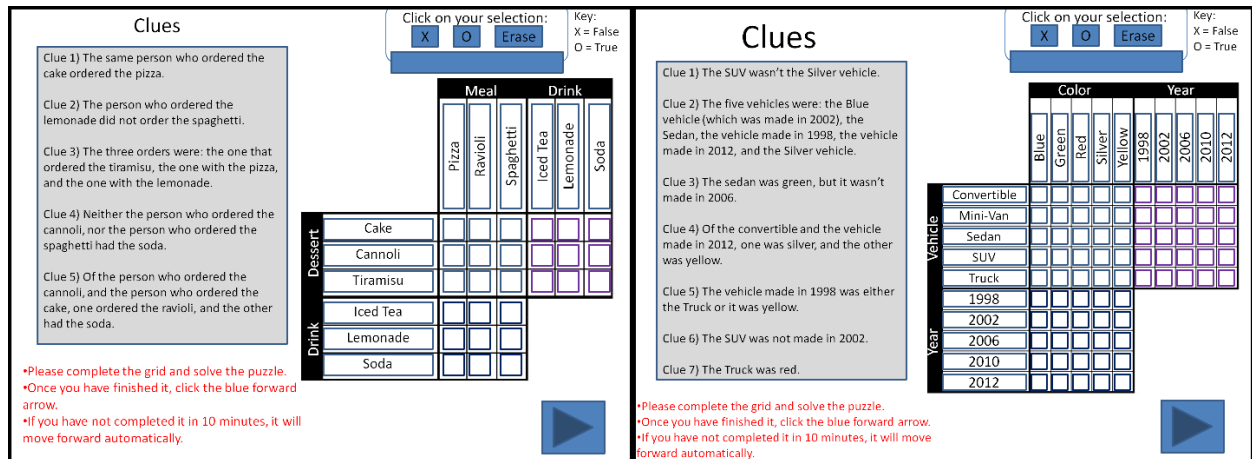 Clues
Click on your selection:
X O Erase
Key:
X = False
O = True
Clue 1) The same person who ordered the
cake ordered the pizza.
Clue 2) The person who ordered the
lemonade did not order the spaghetti.
Clue 3) The three orders were: the one that
ordered the tiramisu, the one with the pizza,
and the one with the lemonade.
Clue 4) Neither the person who ordered the
cannoli, nor the person who ordered the
spaghetti had the soda.
Clue 5) Of the person who ordered the
cannoli, and the person who ordered the
cake, one ordered the ravioli, and the other
had the soda.
Meal Drink
Pizza Ravioli Spaghetti Iced Tea Lemonade Soda
Dessert
Cake
Cannoli
Tiramisu
Drink
Iced Tea
Lemonade
Soda
•Please complete the grid and solve the puzzle.
•Once you have finished it, click the blue forward
arrow.
•If you have not completed it in 10 minutes, it will
move forward automatically.
Clues
Click on your selection:
X O Erase
Key:
X = False
O = True
Clue 1) The SUV wasn't the Silver vehicle.
Clue 2) The five vehicles were: the Blue
vehicle (which was made in 2002), the
Sedan, the vehicle made in 1998, the vehicle
made in 2012, and the Silver vehicle.
Clue 3) The sedan was green, but it wasn't
made in 2006.
Clue 4) Of the convertible and the vehicle
made in 2012, one was silver, and the other
was yellow.
Clue 5) The vehicle made in 1998 was either
the Truck or it was yellow.
Clue 6) The SUV was not made in 2002.
Clue 7) The Truck was red.
Color Year
Blue Green Red Silver Yellow 1998 2002 2006 2010 2012
Vehicle
Convertible
Mini-Van
Sedan
SUV
Truck
Year
1998
2002
2006
2010
2012
•Please complete the grid and solve the puzzle.
•Once you have finished it, click the blue forward arrow.
•If you have not completed it in 10 minutes, it will move
forward automatically.